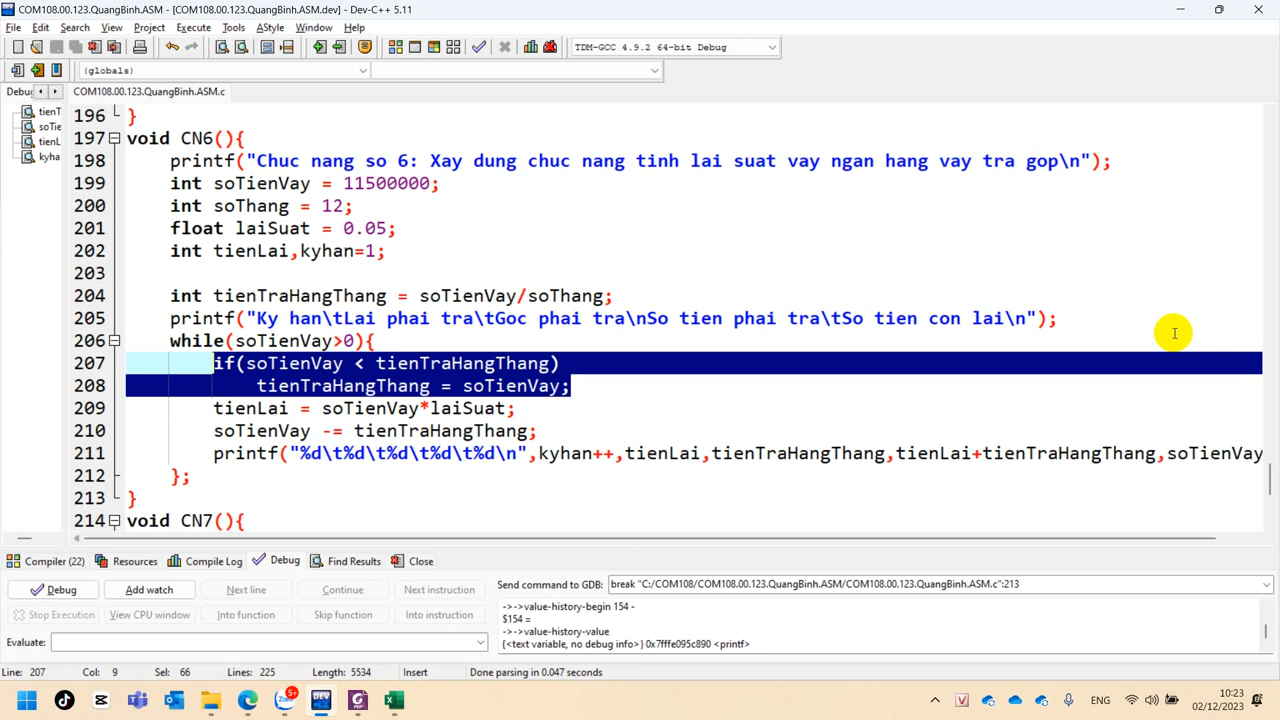 COM108.00.123.QuangBinh.ASM - [COM108.00.123.QuangBinh.ASM.dev] - Dev-C++ 5.11
File Edit Search View Project Execute Tools AStyle Window Help
TDM-GCC 4.9.2 64-bit Debug
(globals)
Debug COM108.00.123.QuangBinh.ASM.c
tienT
soTie
tienL
kyha
196 }
197 void CN6(){
198 printf("Chuc nang so 6: Xay dung chuc nang tinh lai suat vay ngan hang vay tra gop\n");
199 int soTienVay = 11500000;
200 int soThang = 12;
201 float laiSuat = 0.05;
202 int tienLai,kyhan=1;
203
204 int tienTraHangThang = soTienVay/soThang;
205 printf("Ky han\tLai phai tra\tGoc phai tra\nSo tien phai tra\tSo tien con lai\n");
206 while(soTienVay>0){
207 if(soTienVay < tienTraHangThang)
208 tienTraHangThang = soTienVay;
209 tienLai = soTienVay*laiSuat;
210 soTienVay -= tienTraHangThang;
211 printf("%d\t%d\t%d\t%d\t%d\n",kyhan++,tienLai,tienTraHangThang,tienLai+tienTraHangThang,soTienVay
212 };
213 }
214 void CN7(){
Compiler (22) Resources Compile Log Debug Find Results Close
Debug Add watch Next line Continue Next instruction
Stop Execution View CPU window Into function Skip function Into instruction
Evaluate:
Send command to GDB: break "C:/COM108/COM108.00.123.QuangBinh.ASM/COM108.00.123.QuangBinh.ASM.c":213
->->value-history-begin 154 -
$154 =
->->value-history-value
{<text variable, no debug info>} 0x7fffe095c890 <printf>
Line: 207 Col: 9 Sel: 66 Lines: 225 Length: 5534 Insert Done parsing in 0.047 seconds
5+
DEV
ENG
10:23
02/12/2023